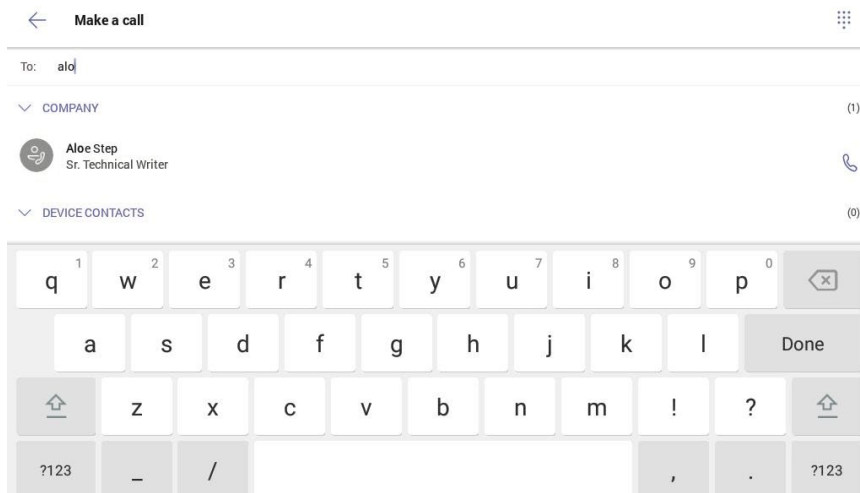 Make a call
To: alo
COMPANY (1)
Aloe Step
Sr. Technical Writer
DEVICE CONTACTS (0)
q 1 w 2 e 3 r 4 t 5 y 6 u 7 i 8 o 9 p 0
a s d f g h j k l Done
z x c v b n m ! ?
?123 _ / , . ?123